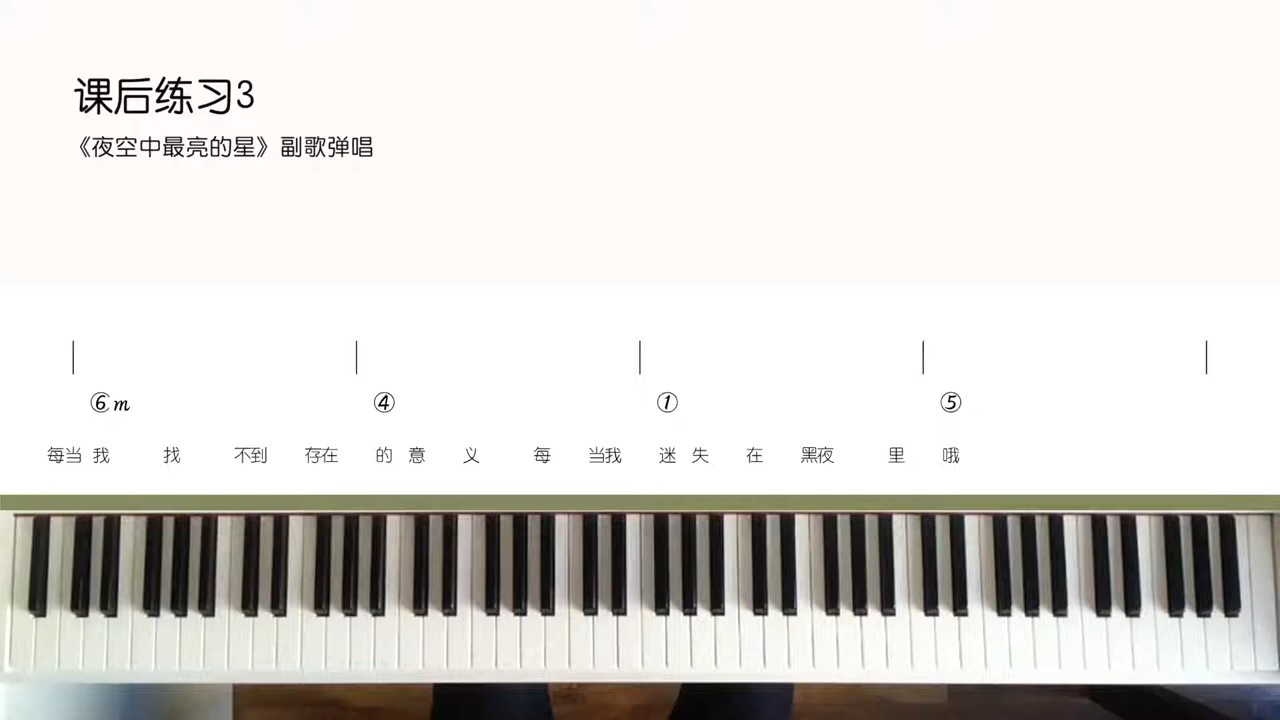 课后练习3
《夜空中最亮的星》副歌弹唱
⑥m ④ ① ⑤
每当我 找 不到 存在 的 意 义 每 当我 迷 失 在 黑夜 里 哦